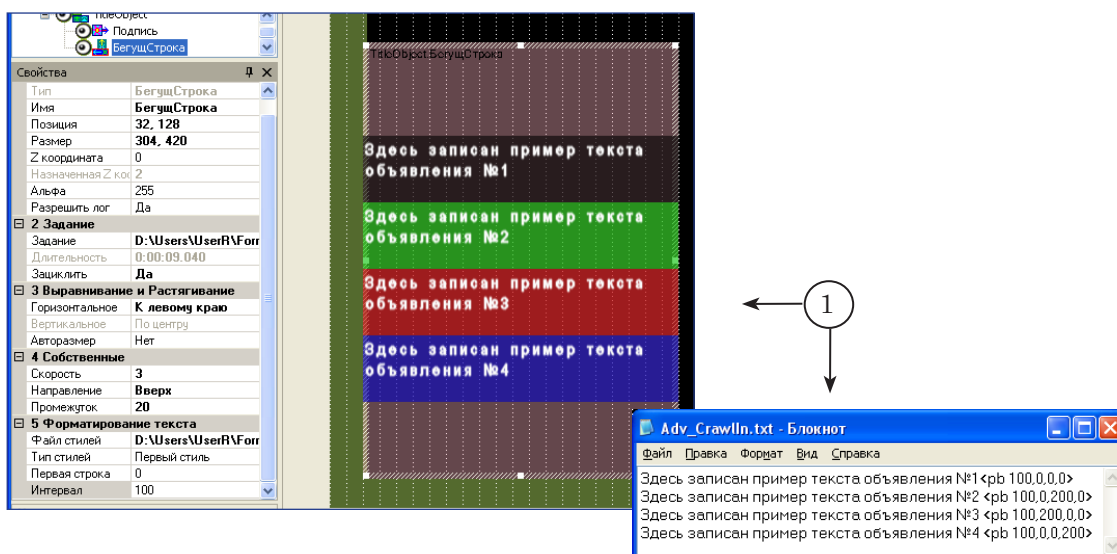 TitleObject
Подпись
БегущСтрока
Свойства
Тип БегущСтрока
Имя БегущСтрока
Позиция 32, 128
Размер 304, 420
Z координата 0
Назначенная Z коо 2
Альфа 255
Разрешить лог Да
2 Задание
Задание D:\Users\UserR\Forr
Длительность 0:00:09.040
Зациклить Да
3 Выравнивание и Растягивание
Горизонтальное К левому краю
Вертикальное По центру
Авторазмер Нет
4 Собственные
Скорость 3
Направление Вверх
Промежуток 20
5 Форматирование текста
Файл стилей D:\Users\UserR\Forr
Тип стилей Первый стиль
Первая строка 0
Интервал 100
TitleObject.БегущСтрока
Здесь записан пример текста
объявления №1
Здесь записан пример текста
объявления №2
Здесь записан пример текста
объявления №3
Здесь записан пример текста
объявления №4
1
Adv_CrawlIn.txt - Блокнот
Файл Правка Формат Вид Справка
Здесь записан пример текста объявления №1<pb 100,0,0,0>
Здесь записан пример текста объявления №2 <pb 100,0,200,0>
Здесь записан пример текста объявления №3 <pb 100,200,0,0>
Здесь записан пример текста объявления №4 <pb 100,0,0,200>